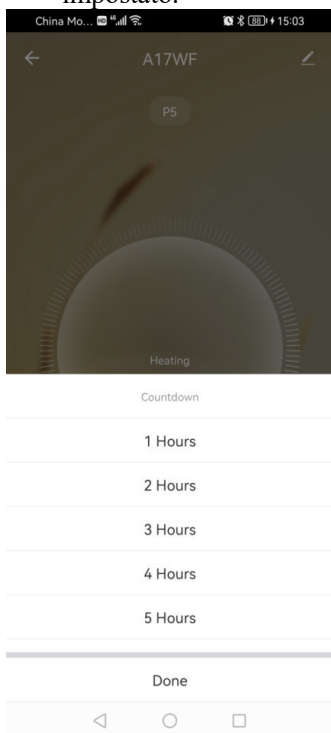 impostato.
China Mo... HD 4G 88 15:03
A17WF
P5
Heating
Countdown
1 Hours
2 Hours
3 Hours
4 Hours
5 Hours
Done